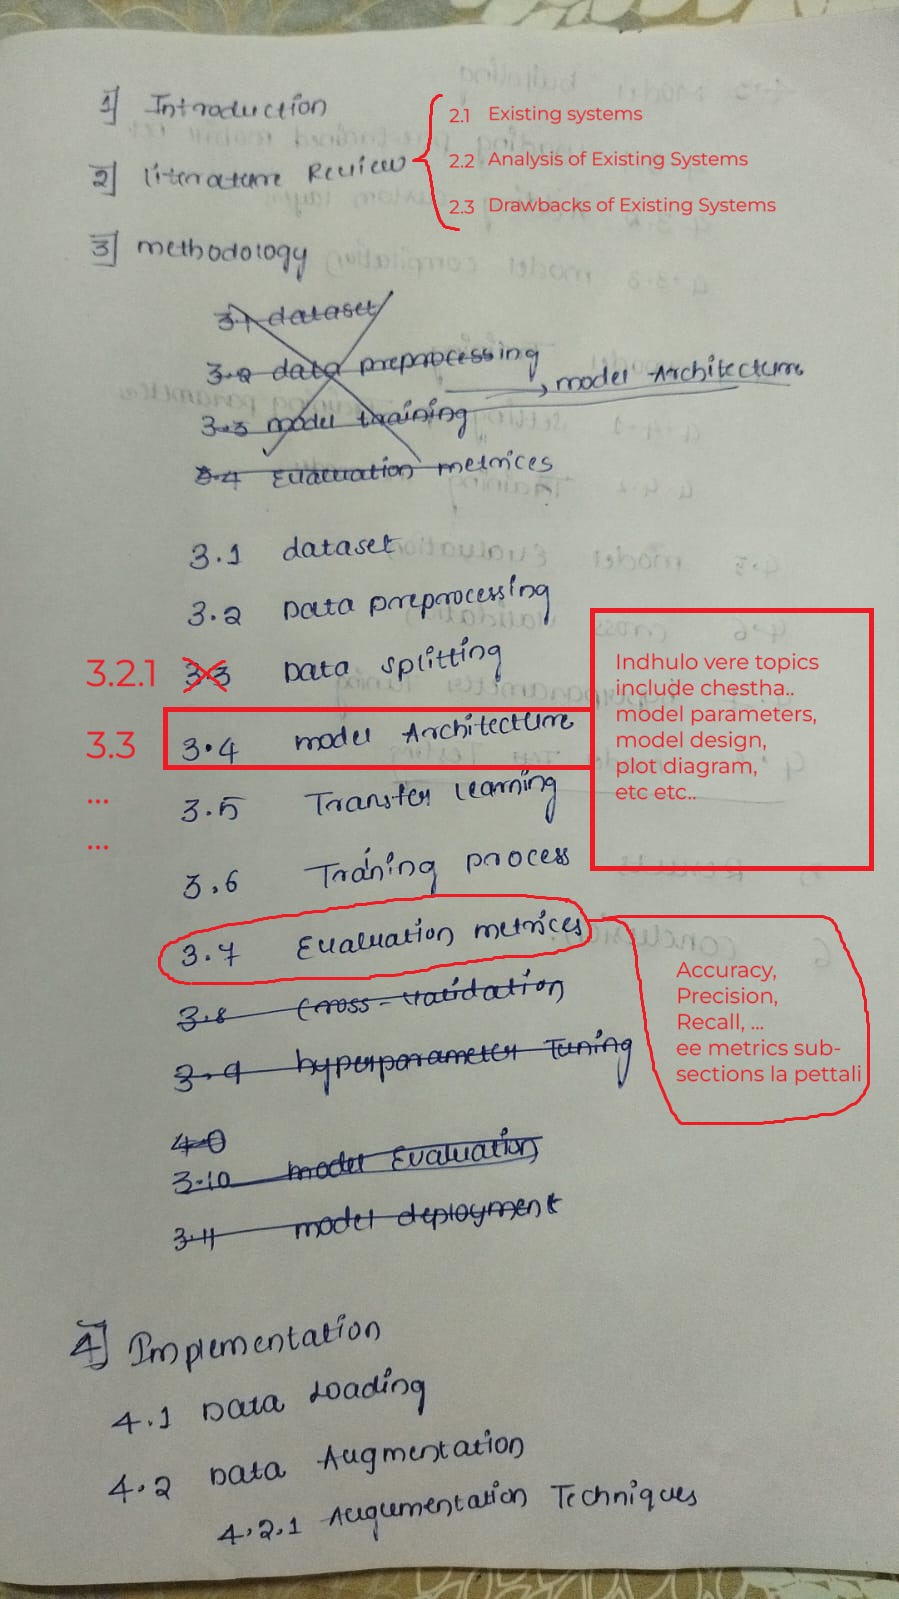 1] Introduction
2.1 Existing systems
2] literature Review
2.2 Analysis of Existing Systems
2.3 Drawbacks of Existing Systems
3] methodology
3.1 dataset
3.2 data preprocessing
, model Architecture
3.3 model training
3.4 Evaluation metrices
3.1 dataset
3.2 Data preprocessing
3.2.1 3.3 Data splitting
3.3 3.4 model Architecture
Indhulo vere topics
include chestha..
model parameters,
model design,
plot diagram,
etc etc..
... 3.5 Transfer learning
...
3.6 Traning process
3.7 Evaluation metrices
Accuracy,
Precision,
Recall, ...
ee metrics sub-
sections la pettali
3.8 Cross-validation
3.9 hyperparameter Tuning
4.0
3.10 model Evaluation
3.11 model deployment
4] Implementation
4.1 Data Loading
4.2 Data Augmentation
4.2.1 Augumentation Techniques